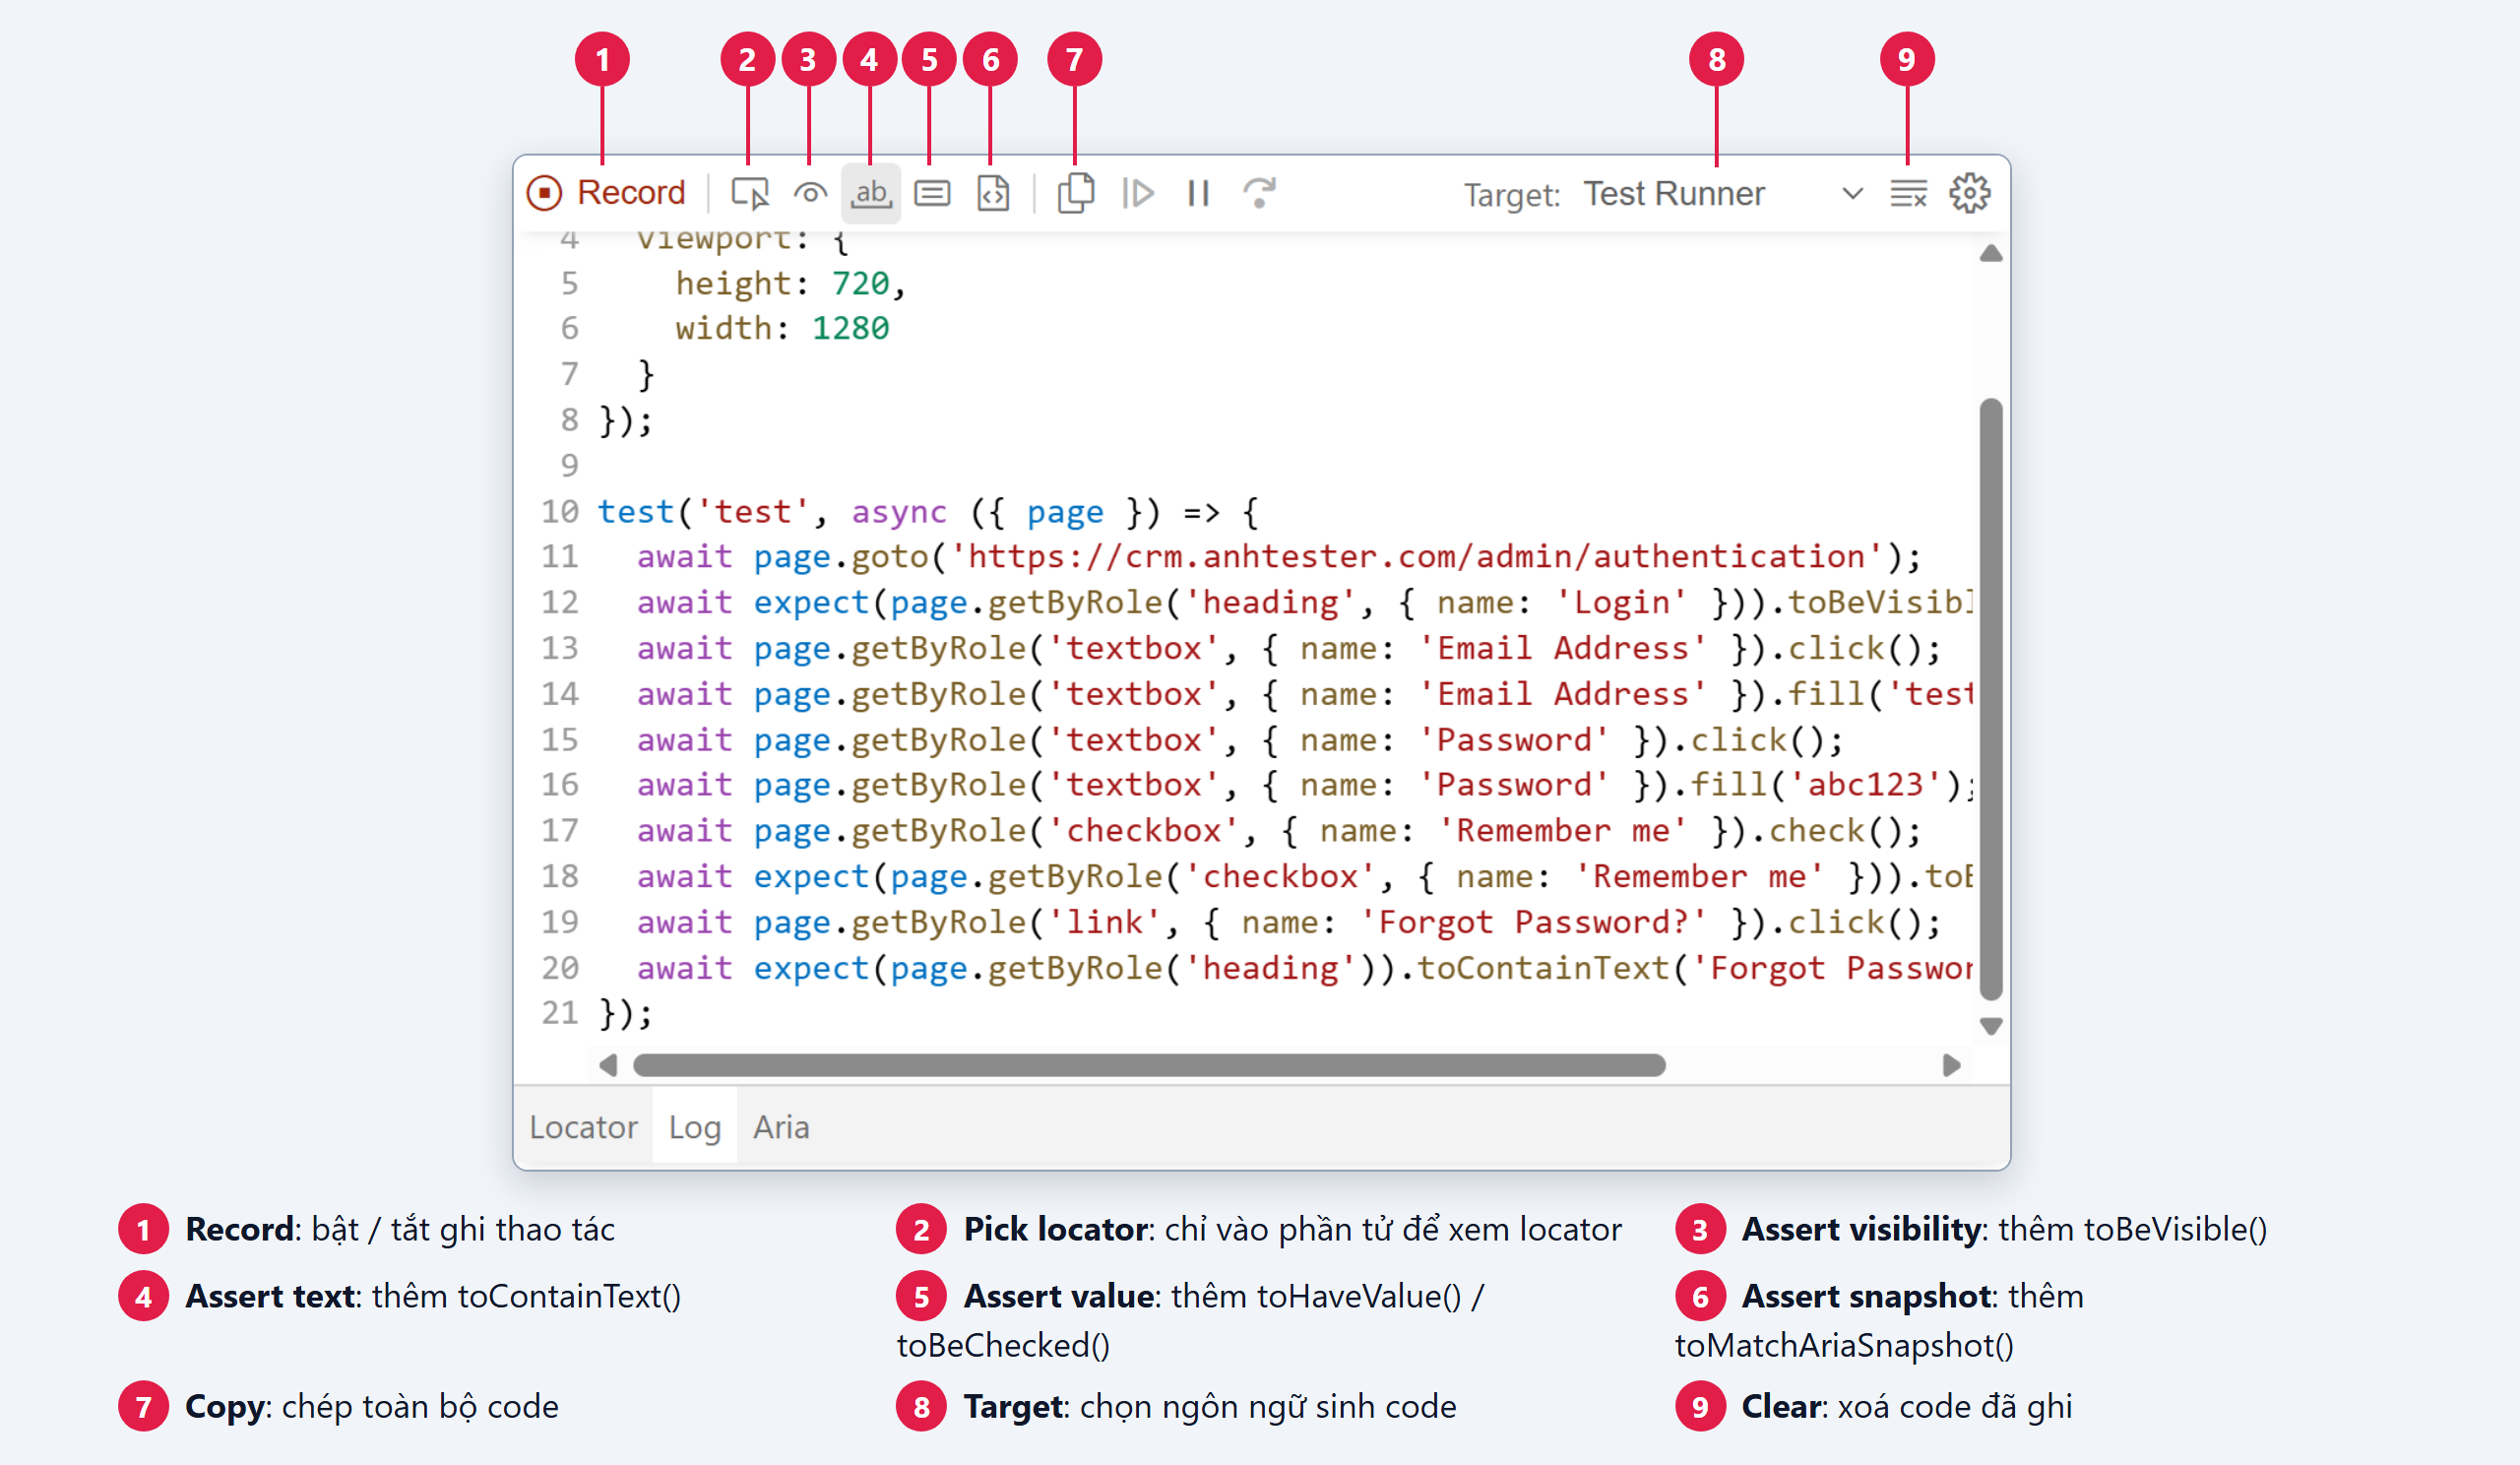 1 2 3 4 5 6 7 8 9
Record ab Target: Test Runner
4 viewport: {
5 height: 720,
6 width: 1280
7 }
8 });
9
10 test('test', async ({ page }) => {
11 await page.goto('https://crm.anhtester.com/admin/authentication');
12 await expect(page.getByRole('heading', { name: 'Login' })).toBeVisibl
13 await page.getByRole('textbox', { name: 'Email Address' }).click();
14 await page.getByRole('textbox', { name: 'Email Address' }).fill('test
15 await page.getByRole('textbox', { name: 'Password' }).click();
16 await page.getByRole('textbox', { name: 'Password' }).fill('abc123');
17 await page.getByRole('checkbox', { name: 'Remember me' }).check();
18 await expect(page.getByRole('checkbox', { name: 'Remember me' })).toB
19 await page.getByRole('link', { name: 'Forgot Password?' }).click();
20 await expect(page.getByRole('heading')).toContainText('Forgot Passwor
21 });
Locator Log Aria
1 Record: bật / tắt ghi thao tác
2 Pick locator: chỉ vào phần tử để xem locator
3 Assert visibility: thêm toBeVisible()
4 Assert text: thêm toContainText()
5 Assert value: thêm toHaveValue() /
toBeChecked()
6 Assert snapshot: thêm
toMatchAriaSnapshot()
7 Copy: chép toàn bộ code
8 Target: chọn ngôn ngữ sinh code
9 Clear: xoá code đã ghi